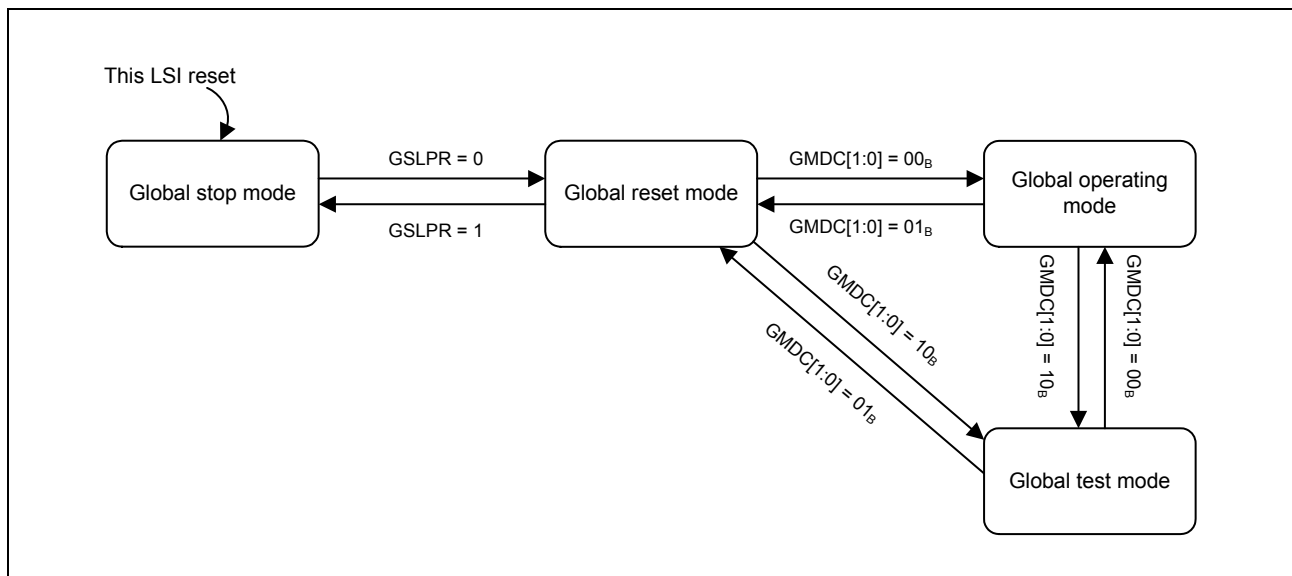 This LSI reset
Global stop mode
GSLPR = 0
GSLPR = 1
Global reset mode
GMDC[1:0] = 00B
GMDC[1:0] = 01B
Global operating
mode
GMDC[1:0] = 10B
GMDC[1:0] = 01B
GMDC[1:0] = 10B
GMDC[1:0] = 00B
Global test mode